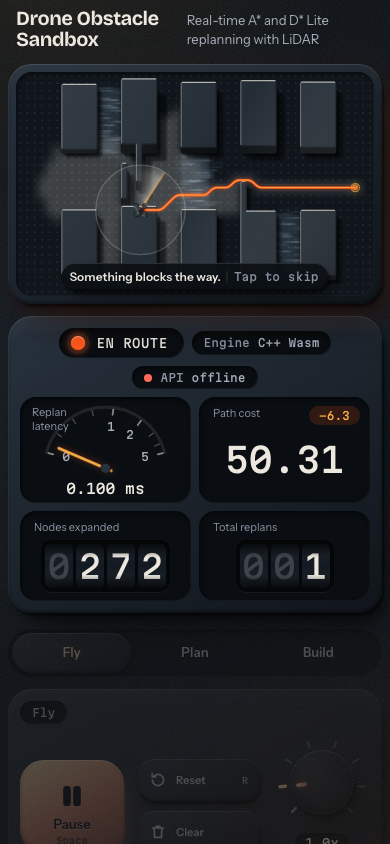 Drone Obstacle
Sandbox
Real-time A* and D* Lite
replanning with LiDAR
Something blocks the way. Tap to skip
EN ROUTE
Engine C++ Wasm
API offline
Replan
latency
0 1 2 5
0.100 ms
Path cost
−6.3
50.31
Nodes expanded
0272
Total replans
001
Fly
Plan
Build
Fly
Pause
Space
Reset R
Clear
1.0x